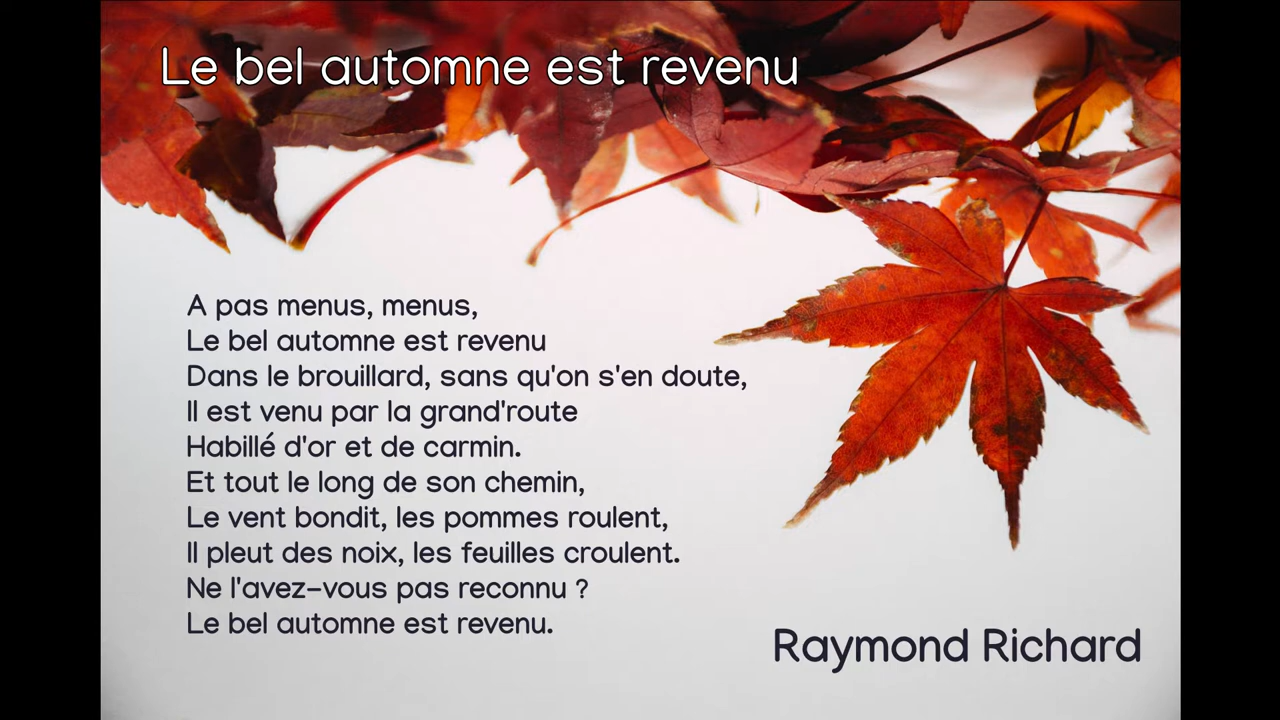 Le bel automne est revenu
A pas menus, menus,
Le bel automne est revenu
Dans le brouillard, sans qu'on s'en doute,
Il est venu par la grand'route
Habillé d'or et de carmin.
Et tout le long de son chemin,
Le vent bondit, les pommes roulent,
Il pleut des noix, les feuilles croulent.
Ne l'avez-vous pas reconnu ?
Le bel automne est revenu.
Raymond Richard